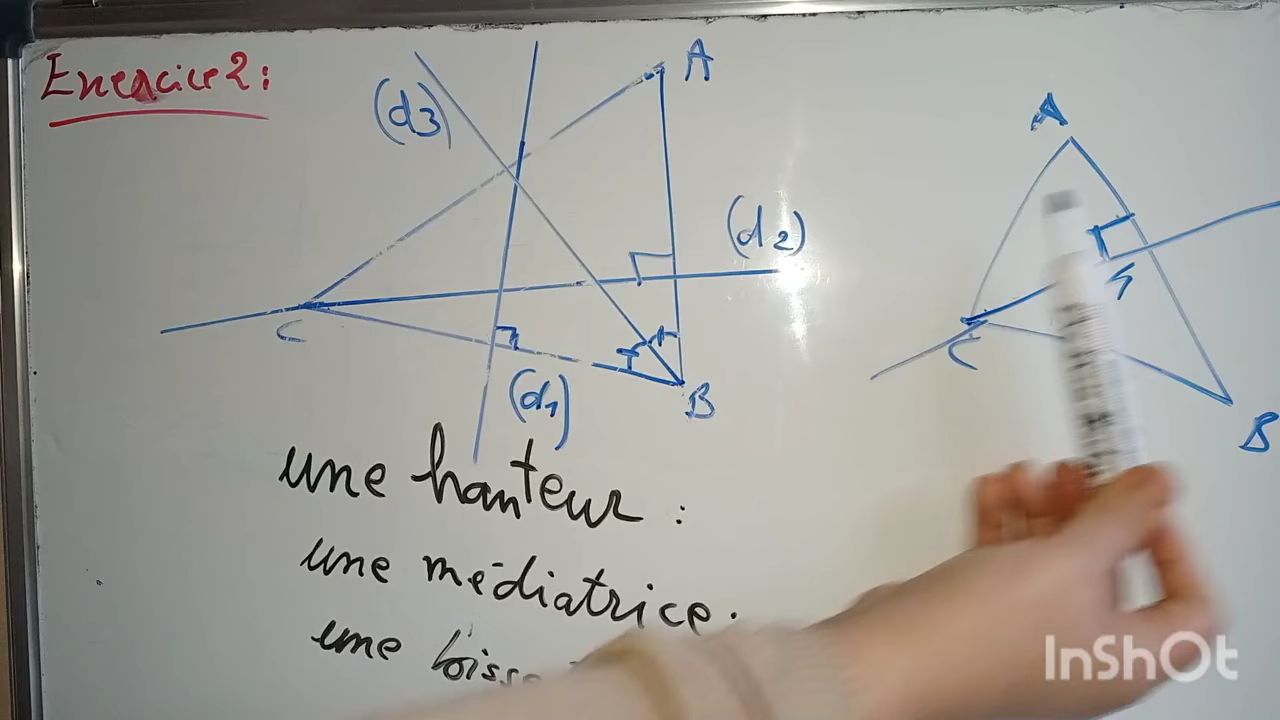 Exercice 2:
A
(d3)
(d2)
C
(d1)
B
A
C
B
une hauteur :
une médiatrice.
une
InShOt